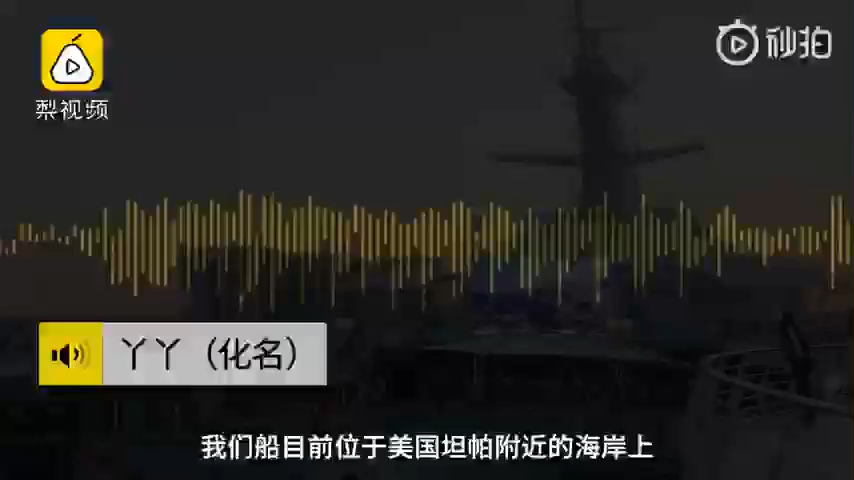 秒拍
梨视频
丫丫（化名）
我们船目前位于美国坦帕附近的海岸上